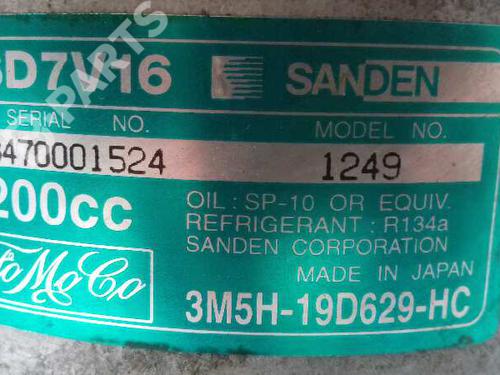 SD7V16 SANDEN
SERIAL NO. MODEL NO.
470001524 1249
200cc
OIL : SP-10 OR EQUIV.
REFRIGERANT : R134a
SANDEN CORPORATION
MADE IN JAPAN
FoMoCo
3M5H-19D629-HC